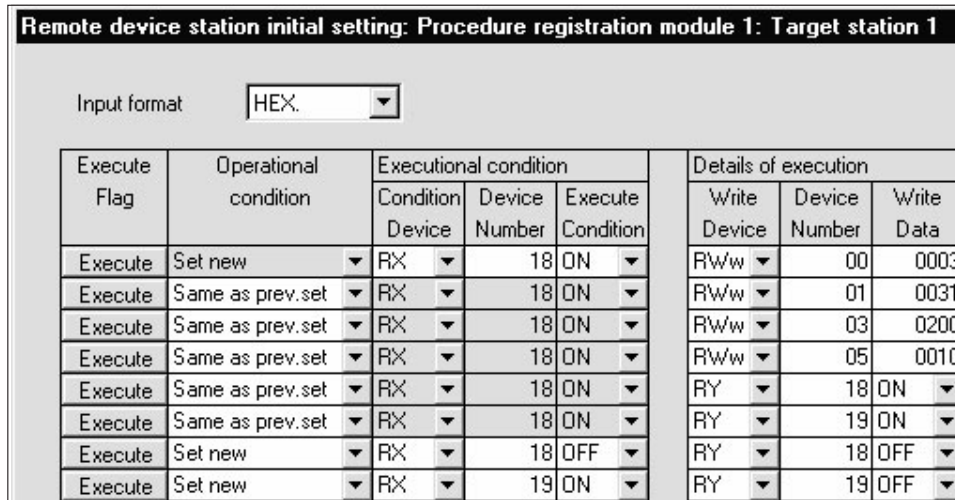 Remote device station initial setting: Procedure registration module 1: Target station 1
Input format HEX.
Execute Operational Executional condition Details of execution
Flag condition Condition Device Execute Write Device Write
Device Number Condition Device Number Data
Execute Set new RX 18 ON RWw 00 0003
Execute Same as prev.set RX 18 ON RWw 01 0031
Execute Same as prev.set RX 18 ON RWw 03 0200
Execute Same as prev.set RX 18 ON RWw 05 0010
Execute Same as prev.set RX 18 ON RY 18 ON
Execute Same as prev.set RX 18 ON RY 19 ON
Execute Set new RX 18 OFF RY 18 OFF
Execute Set new RX 19 ON RY 19 OFF